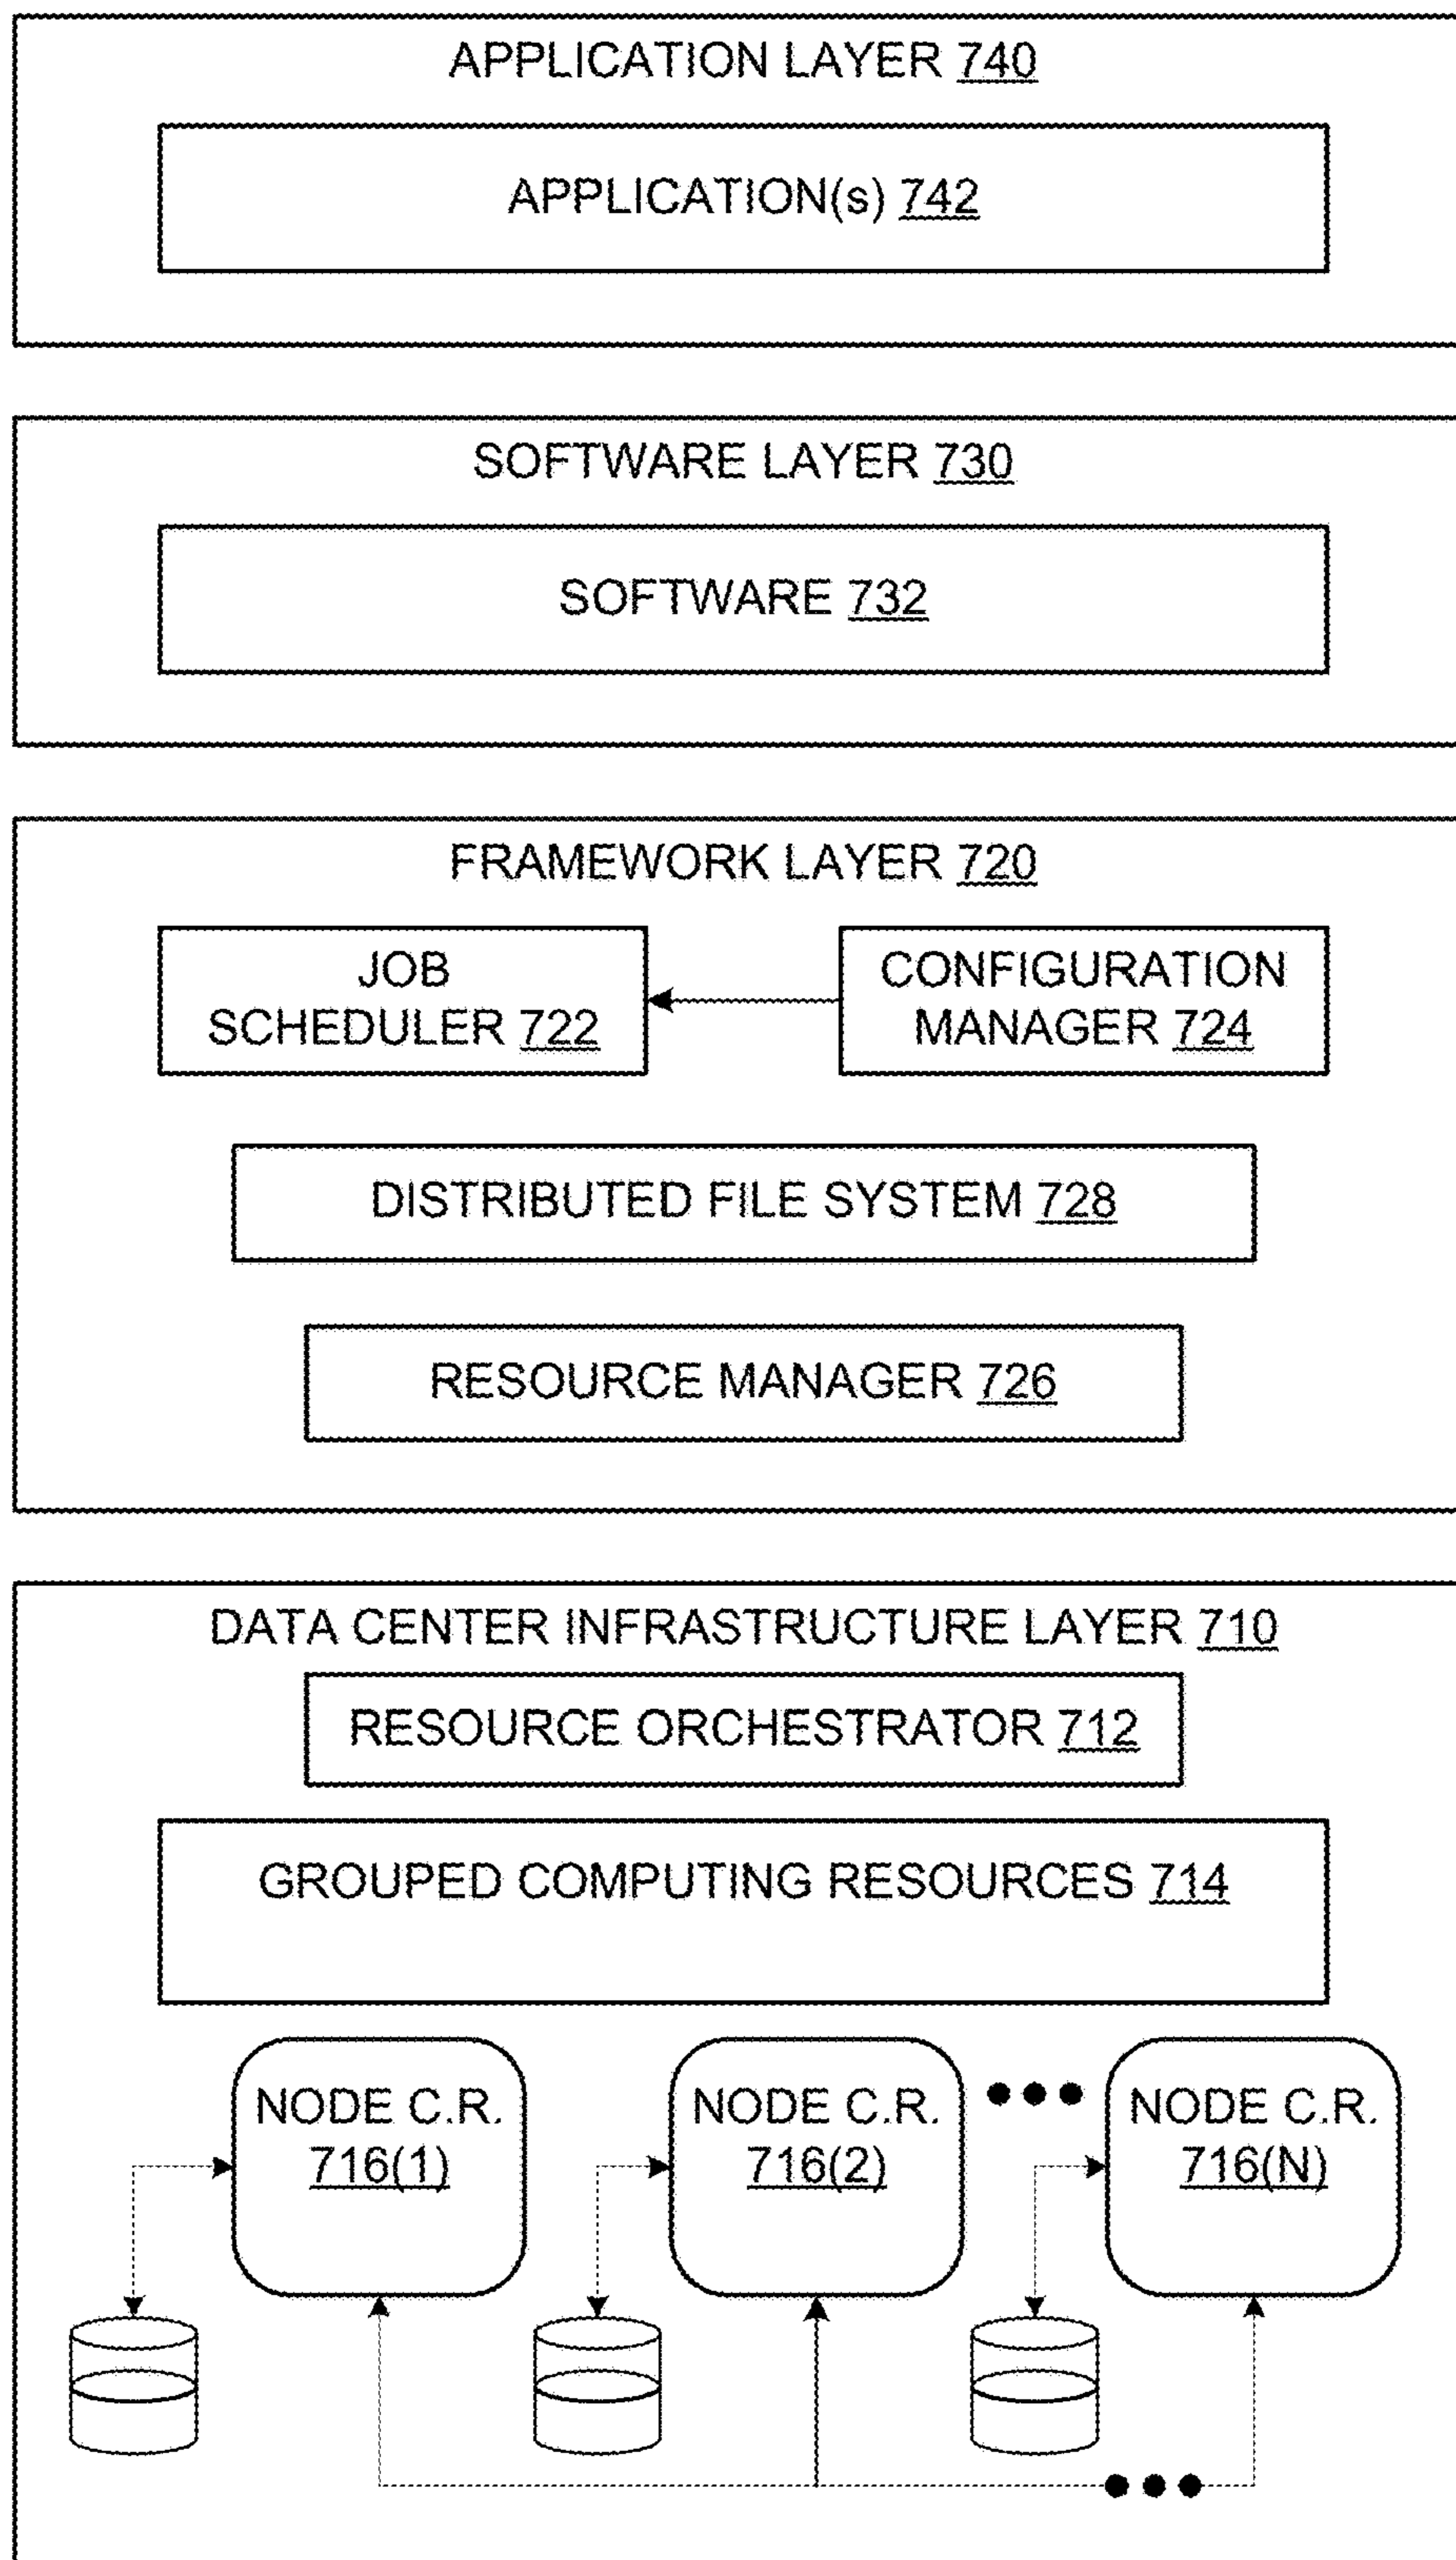 APPLICATION LAYER 740
APPLICATION(s) 742
SOFTWARE LAYER 730
SOFTWARE 732
FRAMEWORK LAYER 720
JOB
SCHEDULER 722
CONFIGURATION
MANAGER 724
DISTRIBUTED FILE SYSTEM 728
RESOURCE MANAGER 726
DATA CENTER INFRASTRUCTURE LAYER 710
RESOURCE ORCHESTRATOR 712
GROUPED COMPUTING RESOURCES 714
NODE C.R.
716(1)
NODE C.R.
716(2)
NODE C.R.
716(N)